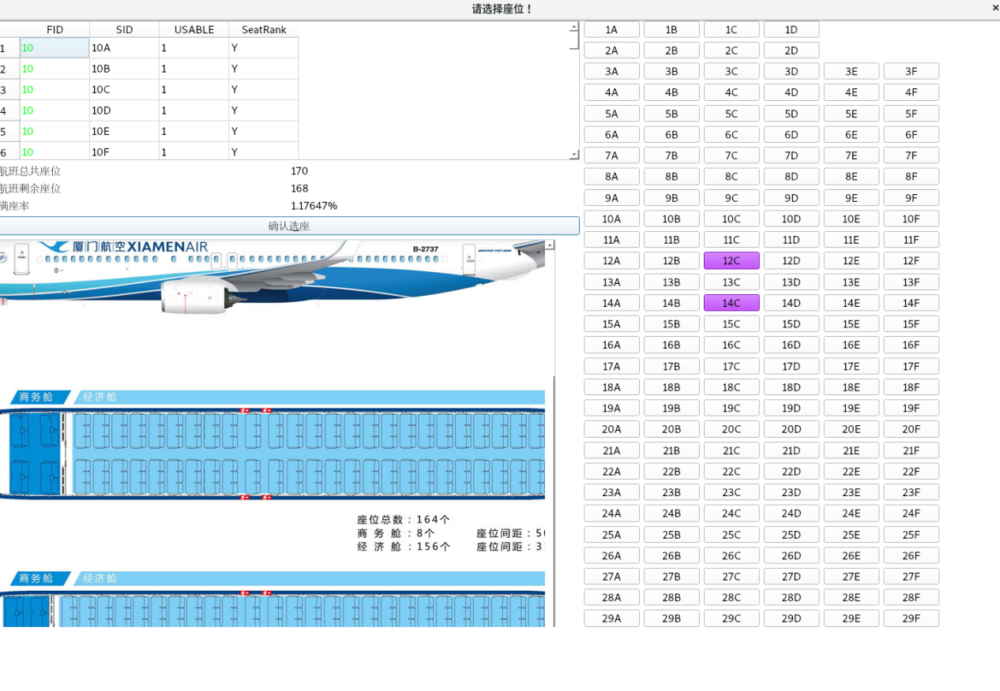 请选择座位！ ×
FID SID USABLE SeatRank
1 10 10A 1 Y
2 10 10B 1 Y
3 10 10C 1 Y
4 10 10D 1 Y
5 10 10E 1 Y
6 10 10F 1 Y
航班总共座位 170
航班剩余座位 168
满座率 1.17647%
确认选座
厦门航空 XIAMENAIR
B-2737
商务舱 经济舱
座位总数：164个
商务舱：8个 座位间距：5
经济舱：156个 座位间距：3
商务舱 经济舱
1A 1B 1C 1D
2A 2B 2C 2D
3A 3B 3C 3D 3E 3F
4A 4B 4C 4D 4E 4F
5A 5B 5C 5D 5E 5F
6A 6B 6C 6D 6E 6F
7A 7B 7C 7D 7E 7F
8A 8B 8C 8D 8E 8F
9A 9B 9C 9D 9E 9F
10A 10B 10C 10D 10E 10F
11A 11B 11C 11D 11E 11F
12A 12B 12C 12D 12E 12F
13A 13B 13C 13D 13E 13F
14A 14B 14C 14D 14E 14F
15A 15B 15C 15D 15E 15F
16A 16B 16C 16D 16E 16F
17A 17B 17C 17D 17E 17F
18A 18B 18C 18D 18E 18F
19A 19B 19C 19D 19E 19F
20A 20B 20C 20D 20E 20F
21A 21B 21C 21D 21E 21F
22A 22B 22C 22D 22E 22F
23A 23B 23C 23D 23E 23F
24A 24B 24C 24D 24E 24F
25A 25B 25C 25D 25E 25F
26A 26B 26C 26D 26E 26F
27A 27B 27C 27D 27E 27F
28A 28B 28C 28D 28E 28F
29A 29B 29C 29D 29E 29F